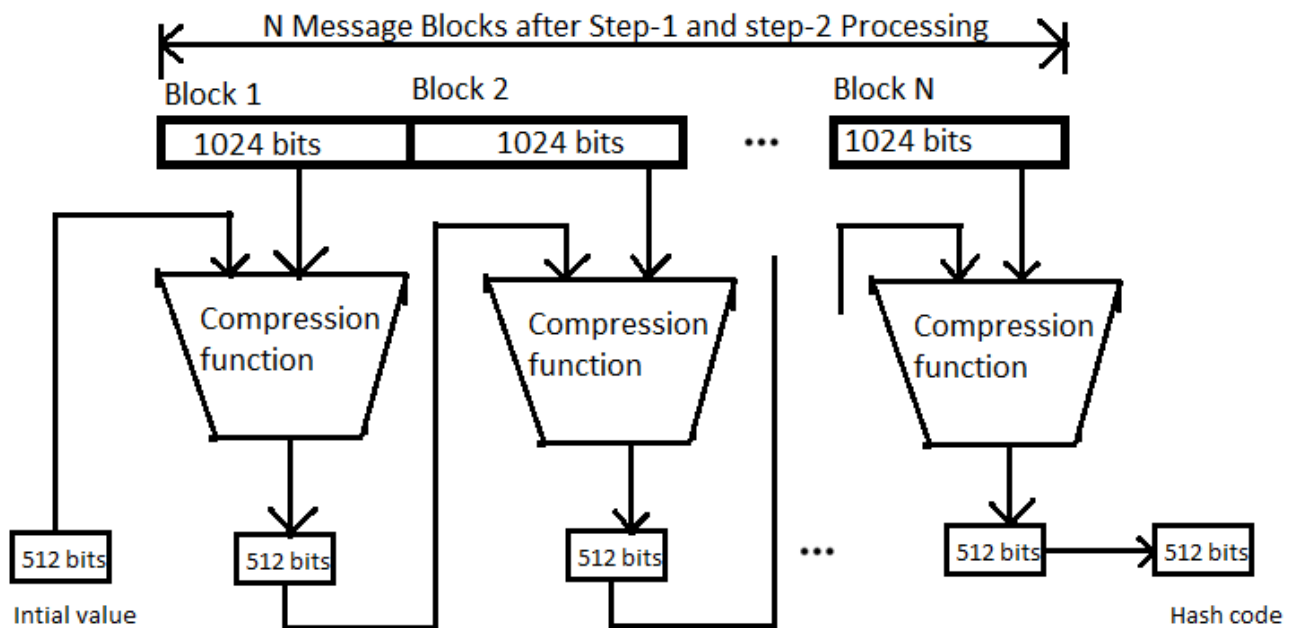 N Message Blocks after Step-1 and step-2 Processing
Block 1
Block 2
Block N
1024 bits
1024 bits
...
1024 bits
Compression
function
Compression
function
Compression
function
512 bits
512 bits
512 bits
...
512 bits
512 bits
Intial value
Hash code